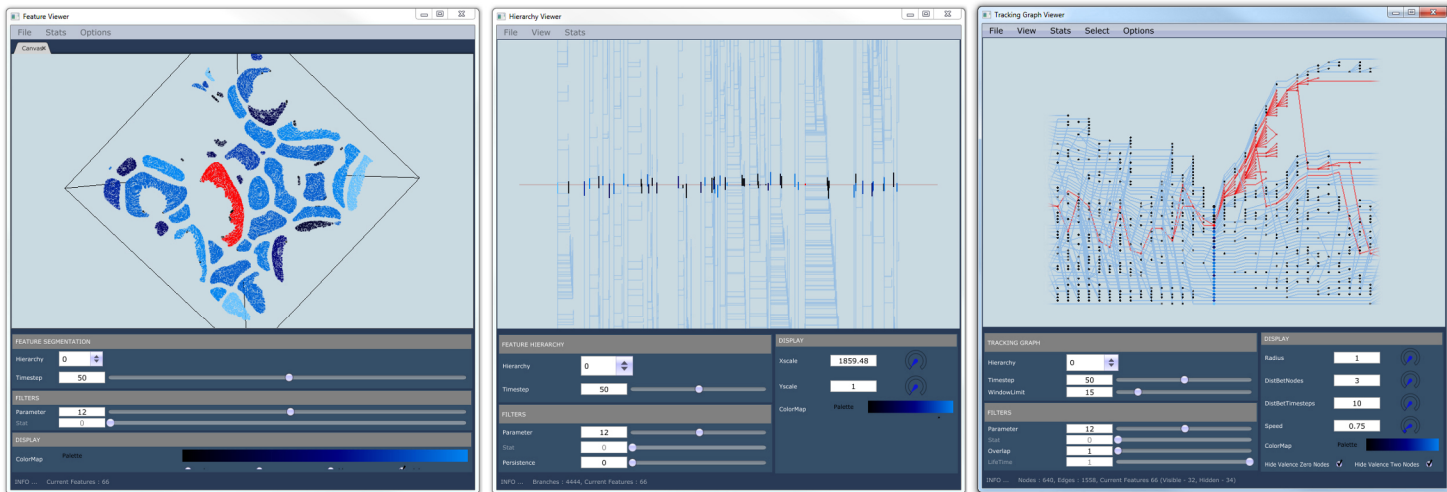 Feature Viewer
File Stats Options
Canvas
FEATURE SEGMENTATION
Hierarchy 0
Timestep 50
FILTERS
Parameter 12
Stat 0
DISPLAY
ColorMap Palette
INFO ... Current Features : 66
Hierarchy Viewer
File View Stats
FEATURE HIERARCHY
Hierarchy 0
Timestep 50
FILTERS
Parameter 12
Stat 0
Persistence 0
DISPLAY
Xscale 1859.48
Yscale 1
ColorMap Palette
INFO ... Branches : 4444, Current Features : 66
Tracking Graph Viewer
File View Stats Select Options
TRACKING GRAPH
Hierarchy 0
Timestep 50
WindowLimit 15
FILTERS
Parameter 12
Stat 0
Overlap 1
LifeTime 1
DISPLAY
Radius 1
DistBetNodes 3
DistBetTimesteps 10
Speed 0.75
ColorMap Palette
Hide Valence Zero Nodes Hide Valence Two Nodes
INFO ... Nodes : 640, Edges : 1558, Current Features 66 (Visible - 32, Hidden - 34)